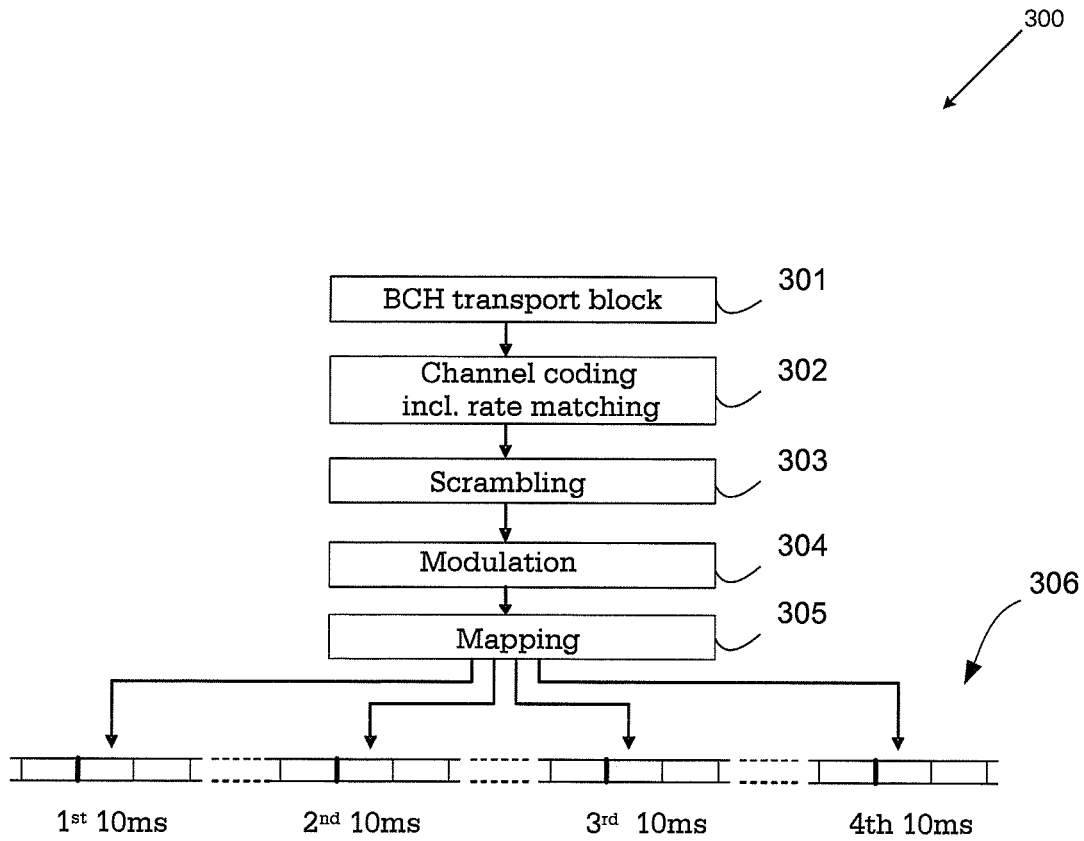 300
BCH transport block
301
Channel coding
incl. rate matching
302
Scrambling
303
Modulation
304
Mapping
305
306
1st 10ms
2nd 10ms
3rd 10ms
4th 10ms